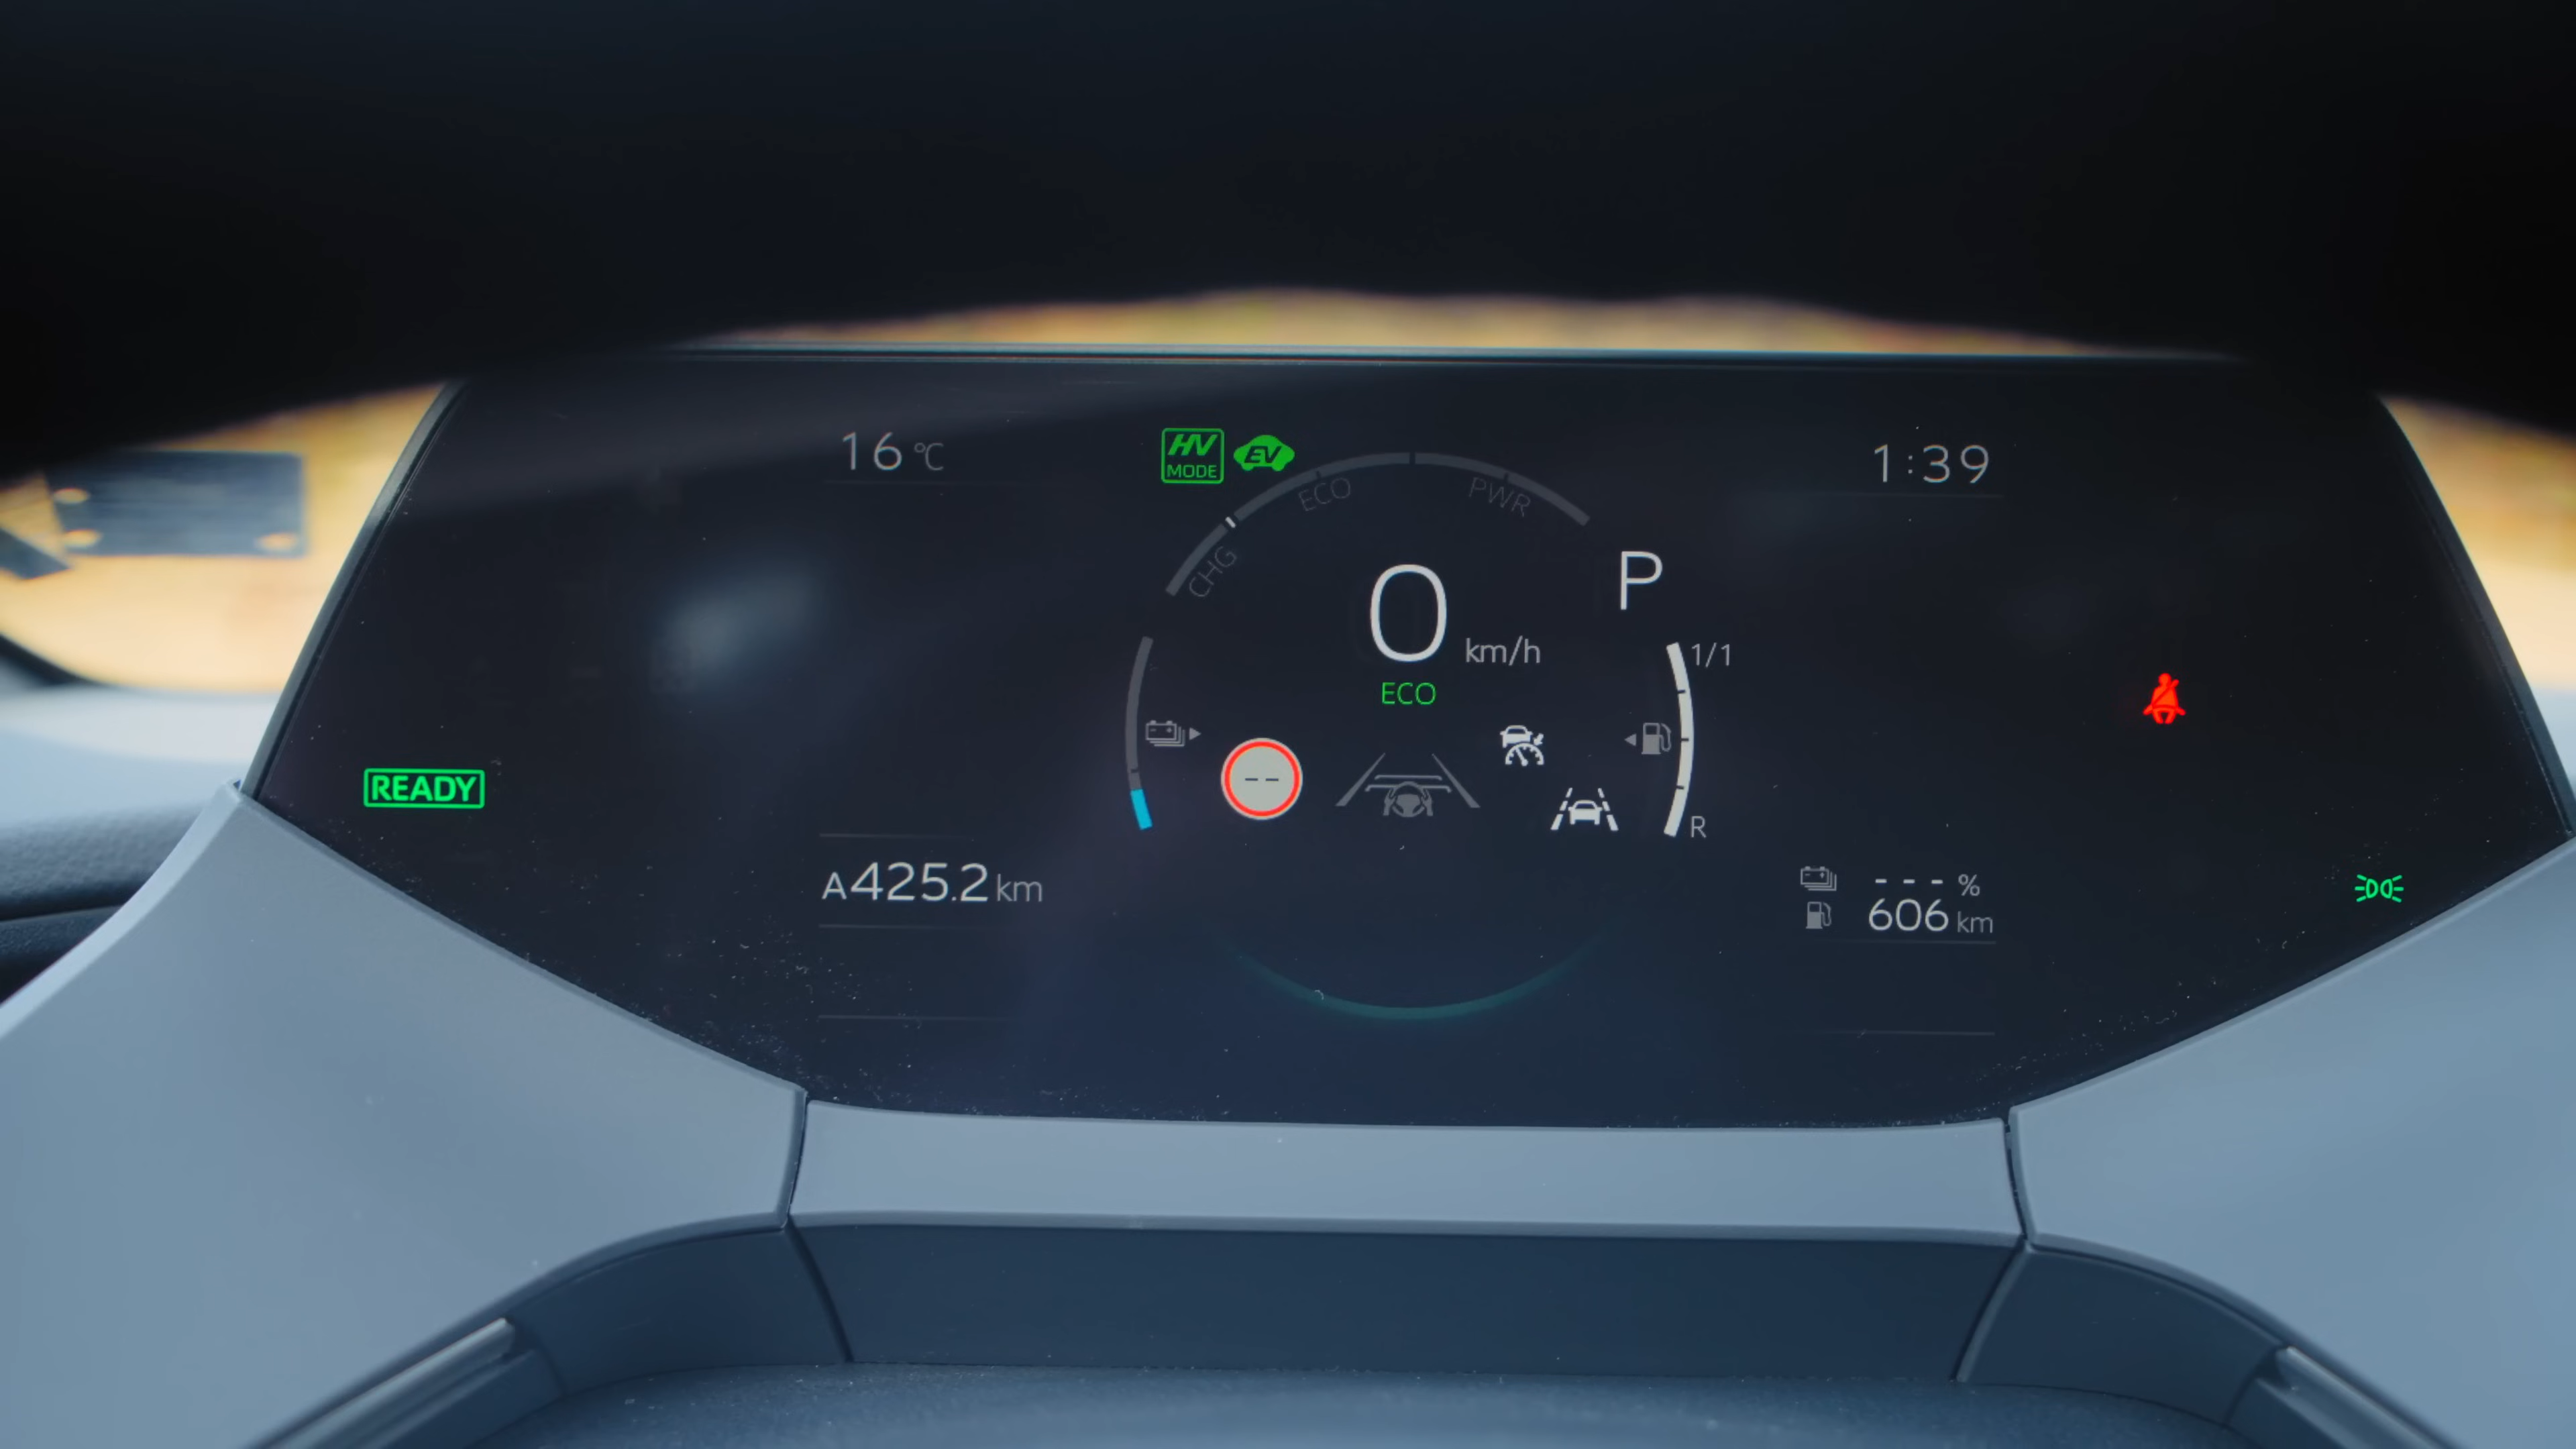 16 °C
HV
MODE
EV
1:39
ECO
PWR
CHG
P
0 km/h
1/1
ECO
READY
--
R
A425.2 km
--- %
606 km